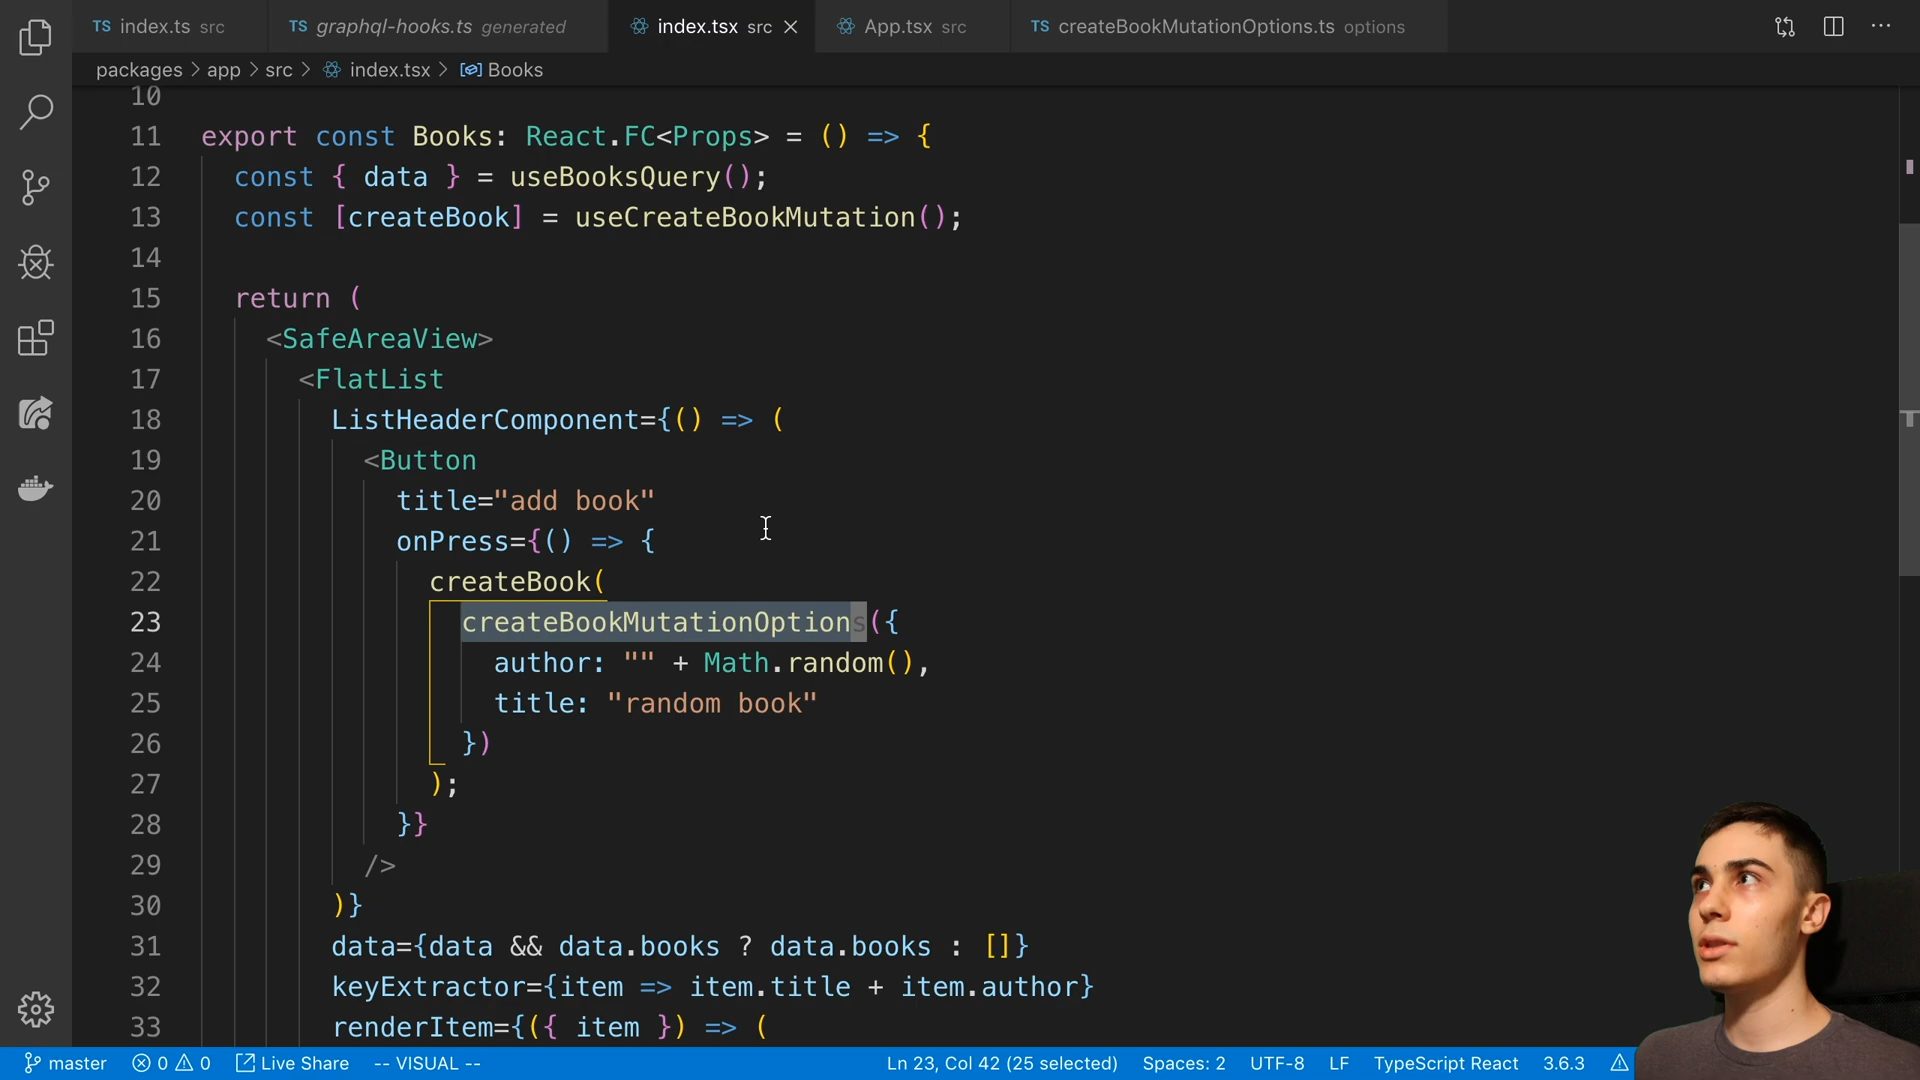 index.ts src graphql-hooks.ts generated index.tsx src App.tsx src TS createBookMutationOptions.ts options
packages > app > src > index.tsx > Books
10
11 export const Books: React.FC<Props> = () => {
12 const { data } = useBooksQuery();
13 const [createBook] = useCreateBookMutation();
14
15 return (
16 <SafeAreaView>
17 <FlatList
18 ListHeaderComponent={() => (
19 <Button
20 title="add book"
21 onPress={() => {
22 createBook(
23 createBookMutationOptions({
24 author: "" + Math.random(),
25 title: "random book"
26 })
27 );
28 }}
29 />
30 )}
31 data={data && data.books ? data.books : []}
32 keyExtractor={item => item.title + item.author}
33 renderItem={({ item }) => (
master 0 0 Live Share -- VISUAL -- Ln 23, Col 42 (25 selected) Spaces: 2 UTF-8 LF TypeScript React 3.6.3